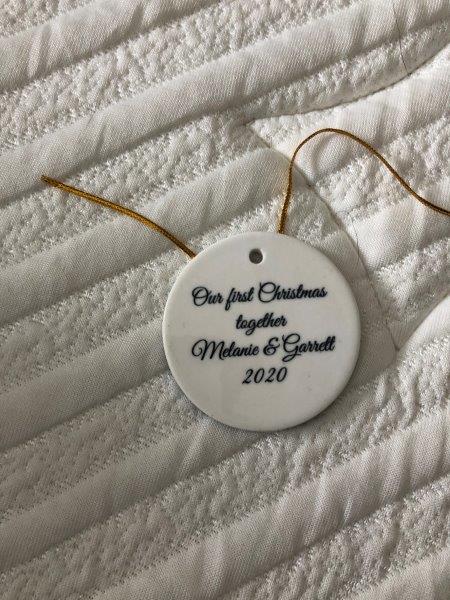 Our first Christmas
together
Melanie & Garrett
2020